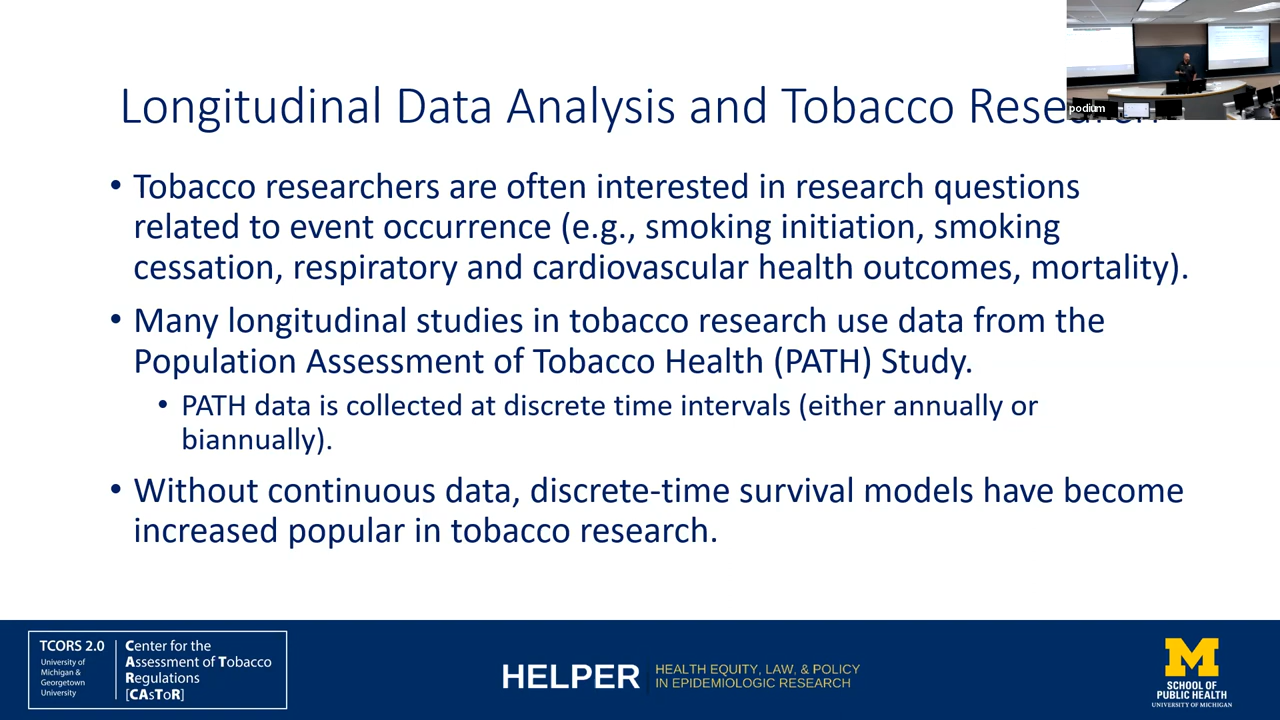 podium
Longitudinal Data Analysis and Tobacco Research
• Tobacco researchers are often interested in research questions
related to event occurrence (e.g., smoking initiation, smoking
cessation, respiratory and cardiovascular health outcomes, mortality).
• Many longitudinal studies in tobacco research use data from the
Population Assessment of Tobacco Health (PATH) Study.
• PATH data is collected at discrete time intervals (either annually or
biannually).
• Without continuous data, discrete-time survival models have become
increased popular in tobacco research.
TCORS 2.0
University of
Michigan &
Georgetown
University
Center for the
Assessment of Tobacco
Regulations
[CAsToR]
HELPER
HEALTH EQUITY, LAW, & POLICY
IN EPIDEMIOLOGIC RESEARCH
M
SCHOOL OF
PUBLIC HEALTH
UNIVERSITY OF MICHIGAN